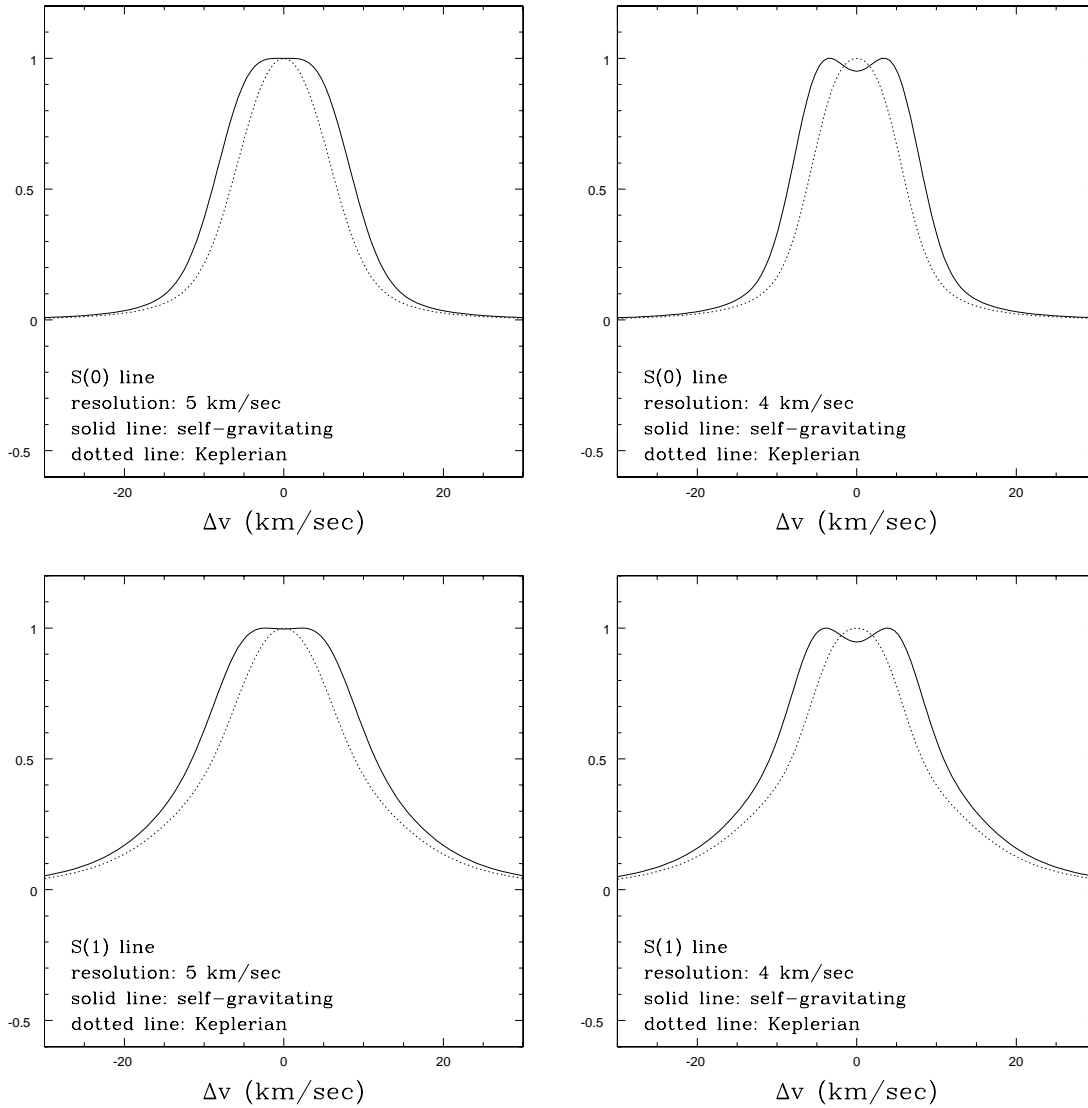 1
0.5
0
-0.5
S(0) line
resolution: 5 km/sec
solid line: self-gravitating
dotted line: Keplerian
-20 0 20
Δv (km/sec)
1
0.5
0
-0.5
S(0) line
resolution: 4 km/sec
solid line: self-gravitating
dotted line: Keplerian
-20 0 20
Δv (km/sec)
1
0.5
0
-0.5
S(1) line
resolution: 5 km/sec
solid line: self-gravitating
dotted line: Keplerian
-20 0 20
Δv (km/sec)
1
0.5
0
-0.5
S(1) line
resolution: 4 km/sec
solid line: self-gravitating
dotted line: Keplerian
-20 0 20
Δv (km/sec)